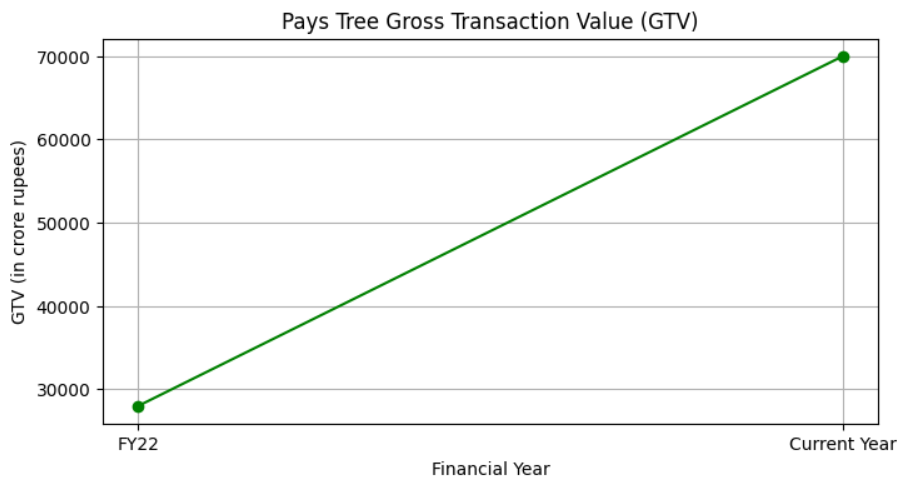 Pays Tree Gross Transaction Value (GTV)
GTV (in crore rupees)
70000
60000
50000
40000
30000
FY22
Current Year
Financial Year